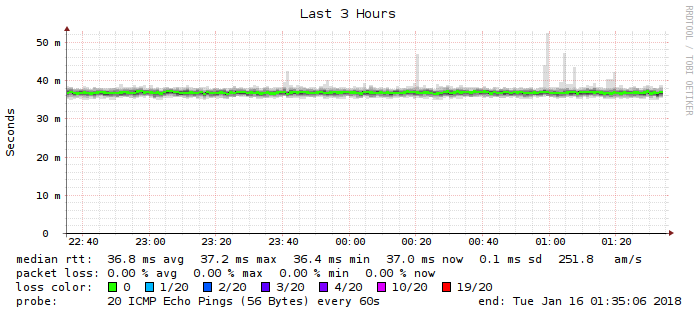 Last 3 Hours
RRDTOOL / TOBI OETIKER
Seconds
50 m
40 m
30 m
20 m
10 m
0
22:40 23:00 23:20 23:40 00:00 00:20 00:40 01:00 01:20
median rtt: 36.8 ms avg 37.2 ms max 36.4 ms min 37.0 ms now 0.1 ms sd 251.8 am/s
packet loss: 0.00 % avg 0.00 % max 0.00 % min 0.00 % now
loss color: 0 1/20 2/20 3/20 4/20 10/20 19/20
probe: 20 ICMP Echo Pings (56 Bytes) every 60s end: Tue Jan 16 01:35:06 2018